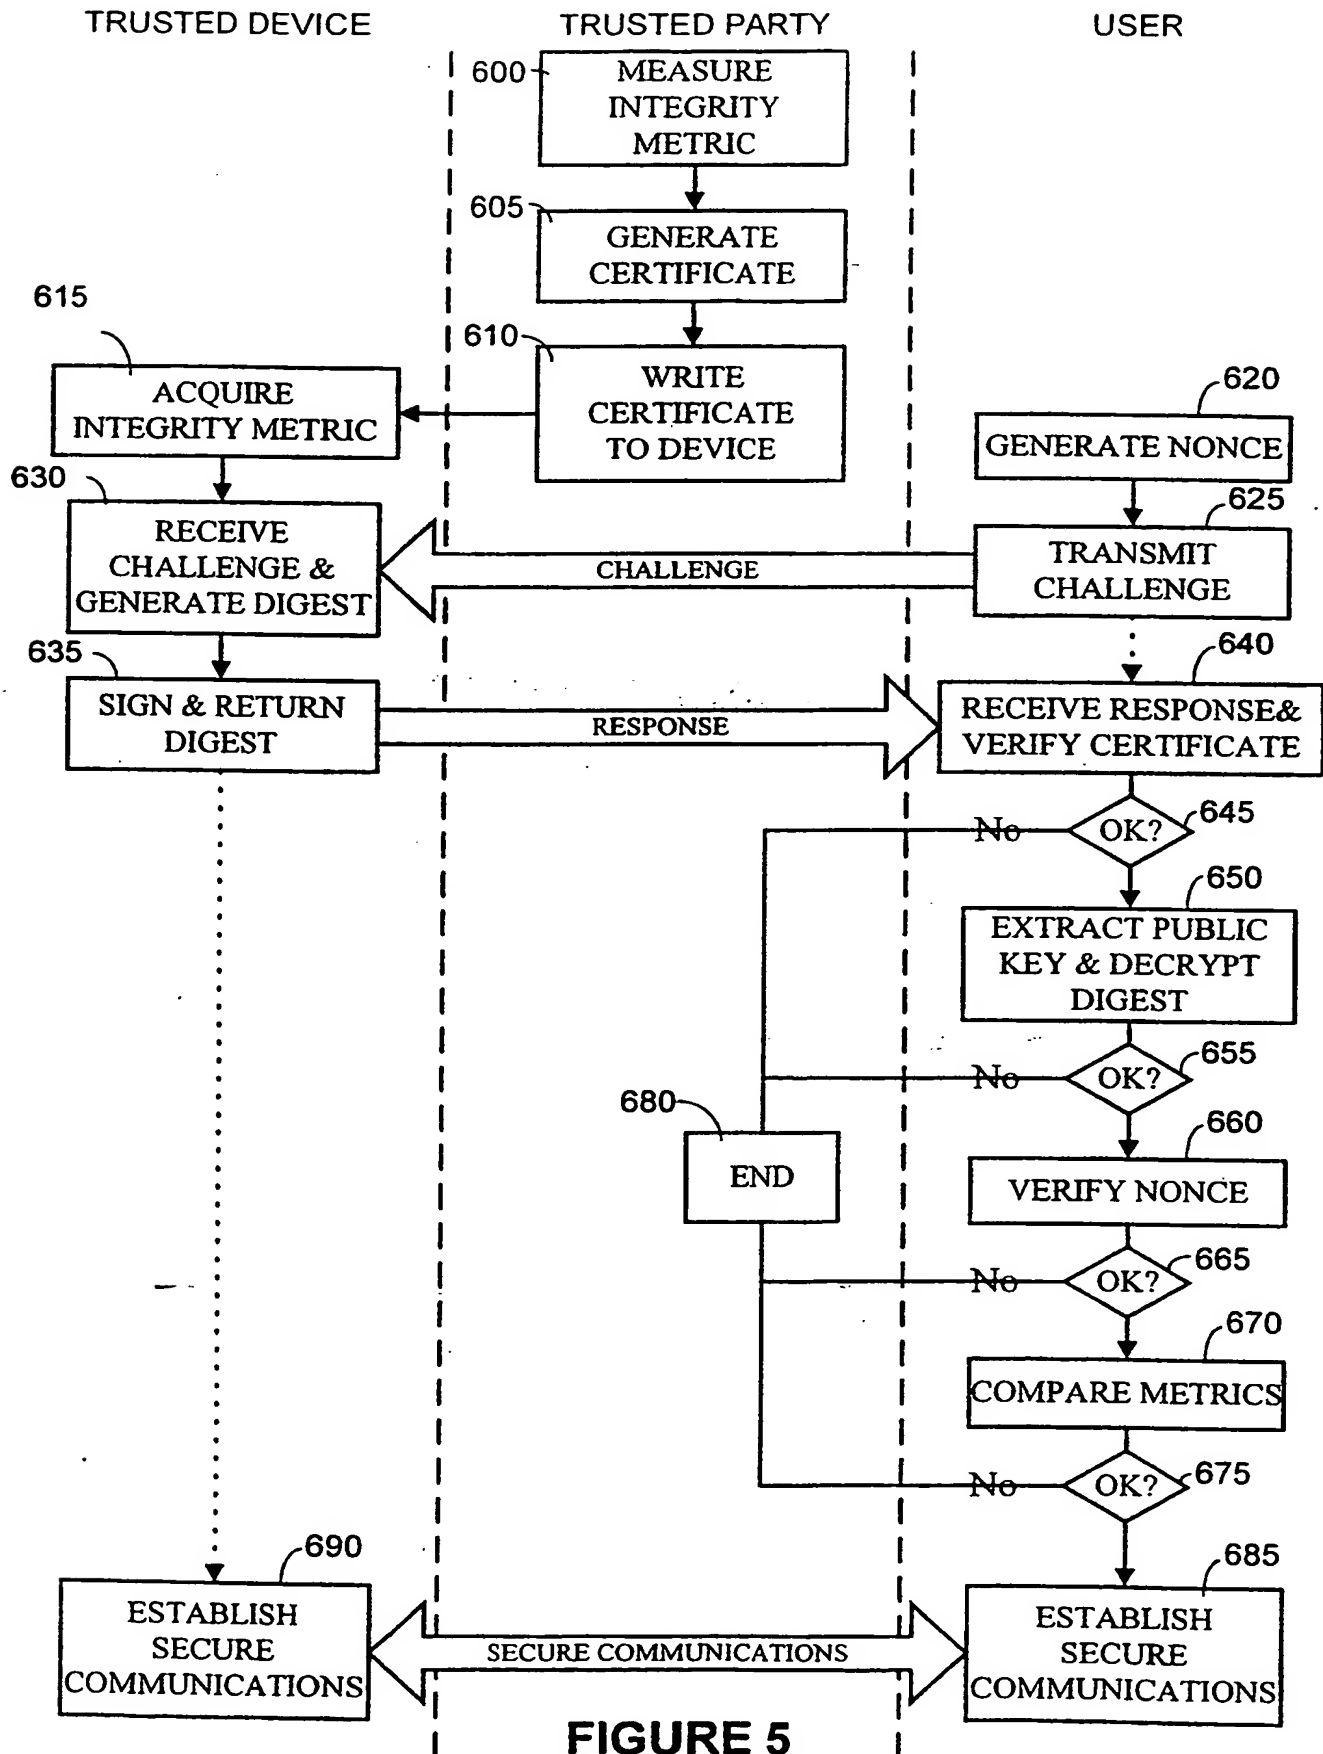 TRUSTED DEVICE
TRUSTED PARTY
USER
600
MEASURE
INTEGRITY
METRIC
605
GENERATE
CERTIFICATE
610
WRITE
CERTIFICATE
TO DEVICE
615
ACQUIRE
INTEGRITY METRIC
620
GENERATE NONCE
625
TRANSMIT
CHALLENGE
CHALLENGE
630
RECEIVE
CHALLENGE &
GENERATE DIGEST
635
SIGN & RETURN
DIGEST
RESPONSE
640
RECEIVE RESPONSE&
VERIFY CERTIFICATE
645
OK?
No
650
EXTRACT PUBLIC
KEY & DECRYPT
DIGEST
655
OK?
No
680
END
660
VERIFY NONCE
665
OK?
No
670
COMPARE METRICS
675
OK?
No
690
ESTABLISH
SECURE
COMMUNICATIONS
SECURE COMMUNICATIONS
685
ESTABLISH
SECURE
COMMUNICATIONS
FIGURE 5